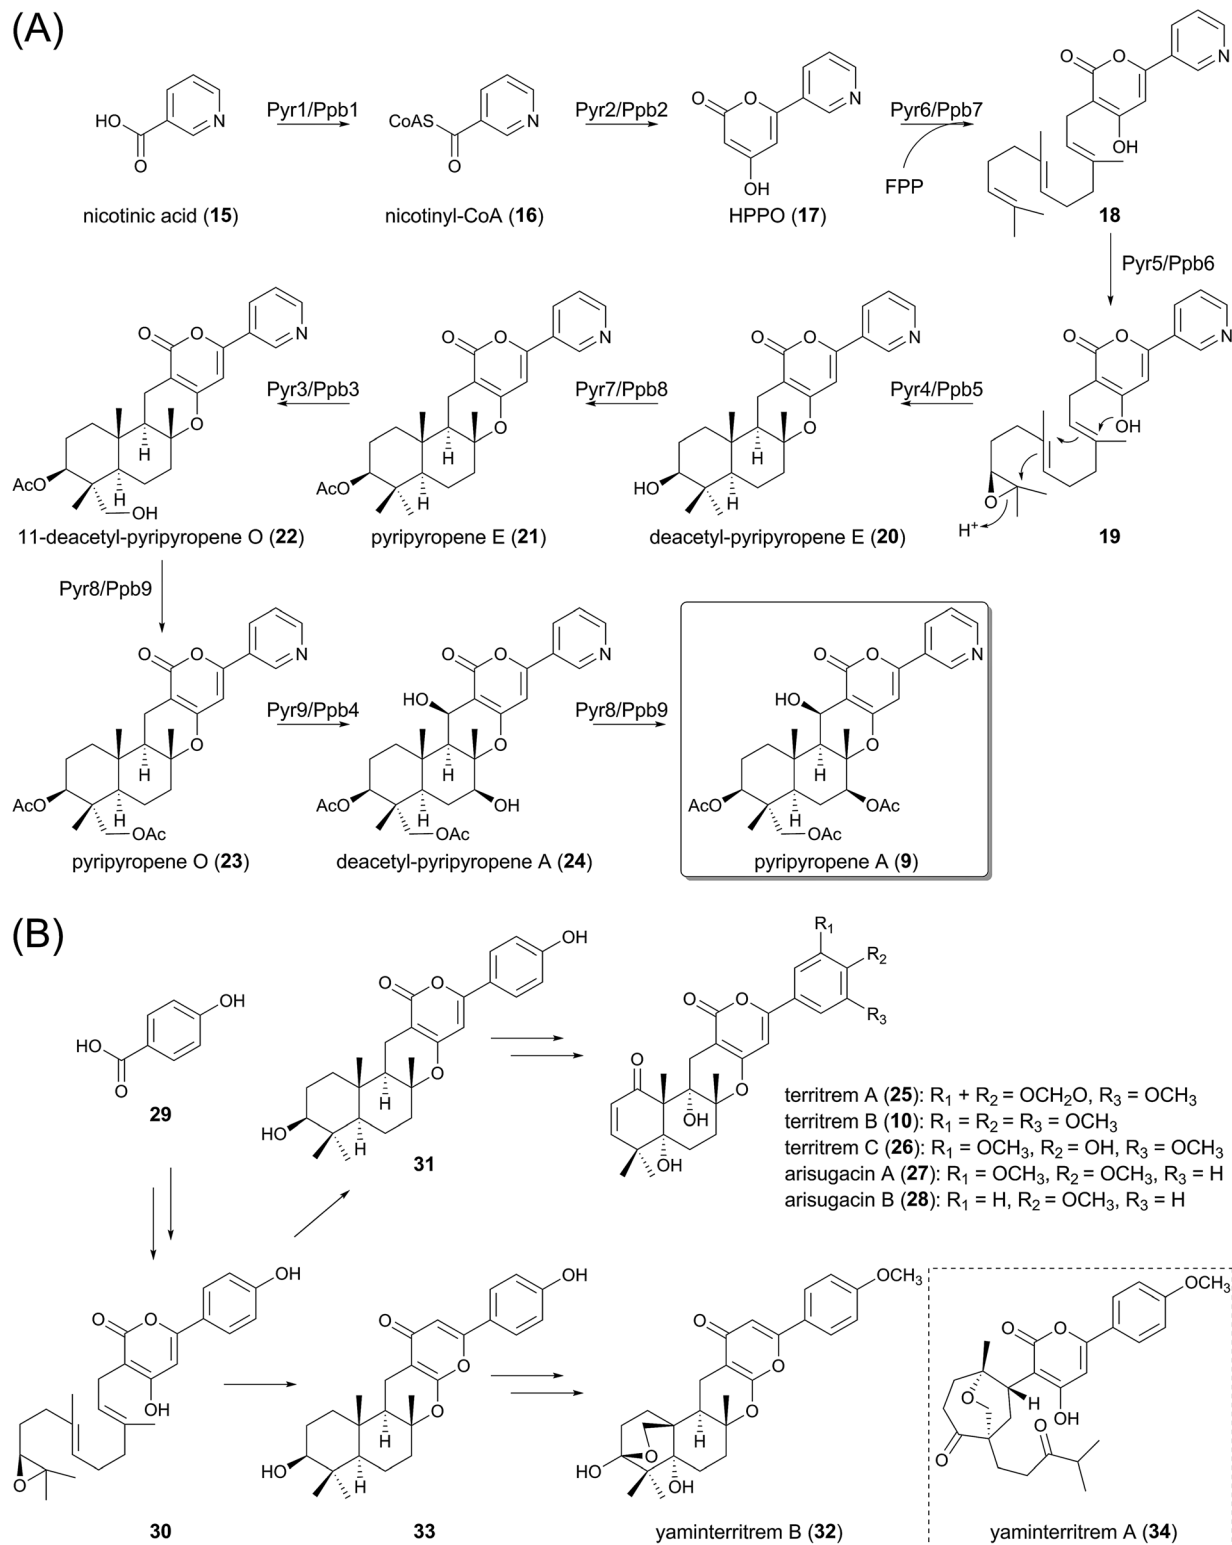 (A)
HO
O
N
Pyr1/Ppb1
CoAS
O
N
Pyr2/Ppb2
O
O
N
OH
Pyr6/Ppb7
FPP
O
O
N
OH
nicotinic acid (15)
nicotinyl-CoA (16)
HPPO (17)
18
Pyr5/Ppb6
O
O
N
O
H
AcO
H
OH
11-deacetyl-pyripyropene O (22)
Pyr3/Ppb3
O
O
N
O
H
AcO
H
pyripyropene E (21)
Pyr7/Ppb8
O
O
N
O
H
HO
H
deacetyl-pyripyropene E (20)
Pyr4/Ppb5
O
O
N
OH
O
H+
19
Pyr8/Ppb9
O
O
N
O
H
AcO
H
OAc
pyripyropene O (23)
Pyr9/Ppb4
O
O
N
HO
O
H
AcO
OH
H
OAc
deacetyl-pyripyropene A (24)
Pyr8/Ppb9
O
O
N
HO
O
H
AcO
OAc
H
OAc
pyripyropene A (9)
(B)
OH
HO
O
29
OH
O
O
O
H
HO
H
31
R1
R2
R3
O
O
O
O
OH
OH
territrem A (25): R1 + R2 = OCH2O, R3 = OCH3
territrem B (10): R1 = R2 = R3 = OCH3
territrem C (26): R1 = OCH3, R2 = OH, R3 = OCH3
arisugacin A (27): R1 = OCH3, R2 = OCH3, R3 = H
arisugacin B (28): R1 = H, R2 = OCH3, R3 = H
OH
O
O
OH
O
30
OH
O
O
O
H
HO
H
33
OCH3
O
O
O
H
O
HO
OH
yaminterritrem B (32)
OCH3
O
O
O
H
OH
O
O
yaminterritrem A (34)